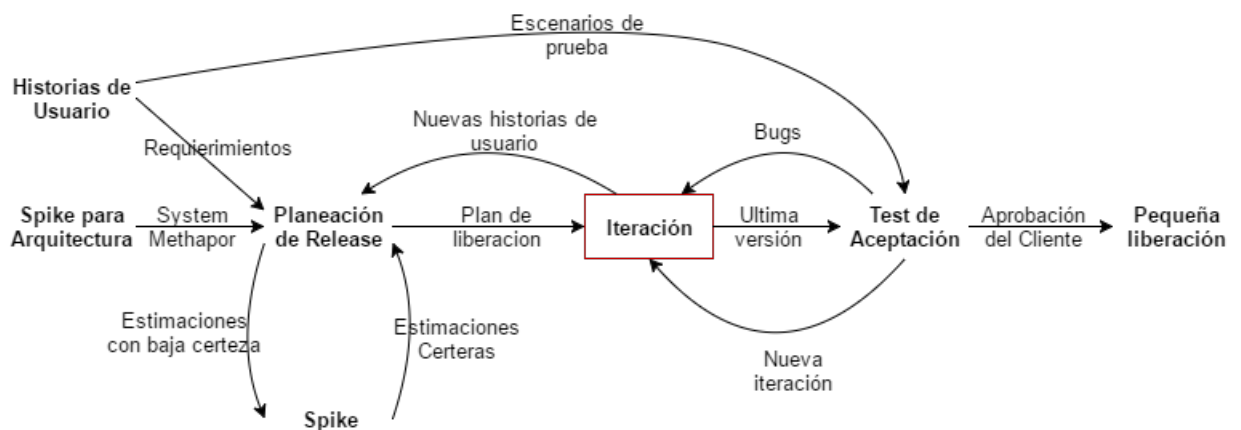 Escenarios de
prueba
Historias de
Usuario
Requierimientos
Nuevas historias de
usuario
Bugs
Spike para
Arquitectura
System
Methapor
Planeación
de Release
Plan de
liberacion
Iteración
Ultima
versión
Test de
Aceptación
Aprobación
del Cliente
Pequeña
liberación
Estimaciones
con baja certeza
Estimaciones
Certeras
Nueva
iteración
Spike